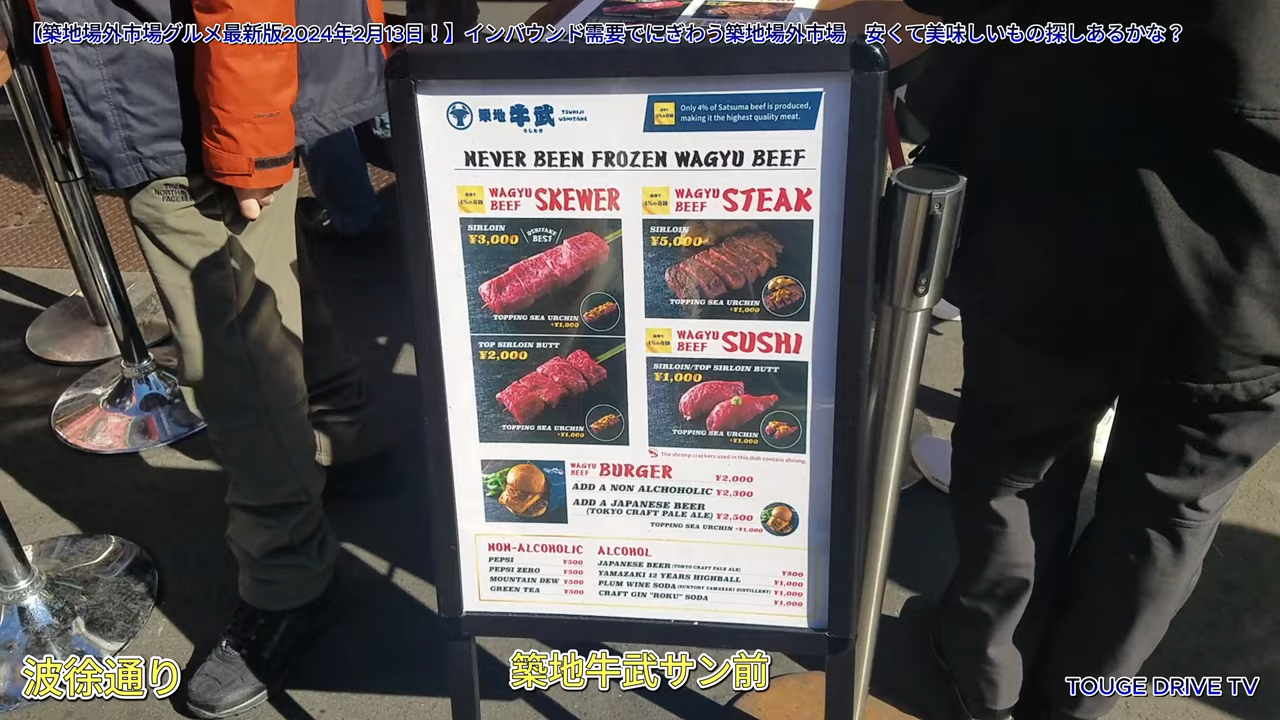 【築地場外市場グルメ最新版2024年2月13日！】インバウンド需要でにぎわう築地場外市場　安くて美味しいもの探しあるかな？
築地 牛武 TSUKIJI USHITAKE
うしたけ
Only 4% of Satsuma beef is produced,
making it the highest quality meat.
NEVER BEEN FROZEN WAGYU BEEF
WAGYU BEEF SKEWER
SIRLOIN
¥3,000
USHITAKE BEST
TOPPING SEA URCHIN
+¥1,000
TOP SIRLOIN BUTT
¥2,000
TOPPING SEA URCHIN
+¥1,000
WAGYU BEEF STEAK
SIRLOIN
¥5,000
TOPPING SEA URCHIN
+¥1,000
WAGYU BEEF SUSHI
SIRLOIN/TOP SIRLOIN BUTT
¥1,000
TOPPING SEA URCHIN
+¥1,000
The shrimp crackers used in this dish contain shrimp.
WAGYU BEEF BURGER ¥2,000
ADD A NON ALCHOHOLIC ¥2,300
ADD A JAPANESE BEER
(TOKYO CRAFT PALE ALE) ¥2,500
TOPPING SEA URCHIN +¥1,000
NON-ALCOHOLIC
PEPSI ¥500
PEPSI ZERO ¥500
MOUNTAIN DEW ¥500
GREEN TEA ¥500
ALCOHOL
JAPANESE BEER (TOKYO CRAFT PALE ALE) ¥800
YAMAZAKI 12 YEARS HIGHBALL ¥1,000
PLUM WINE SODA (SUNTORY YAMAZAKI DISTILLERY) ¥1,000
CRAFT GIN "ROKU" SODA ¥1,000
THE NORTH FACE
波徐通り
築地牛武サン前
TOUGE DRIVE TV